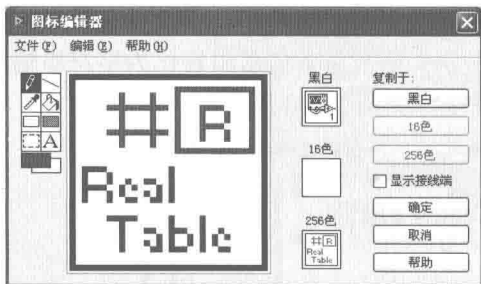 图标编辑器
文件(F) 编辑(E) 帮助(H)
A
# R
Real
Table
黑白
1
16色
256色
# R
Real
Table
复制于:
黑白
16色
256色
显示接线端
确定
取消
帮助